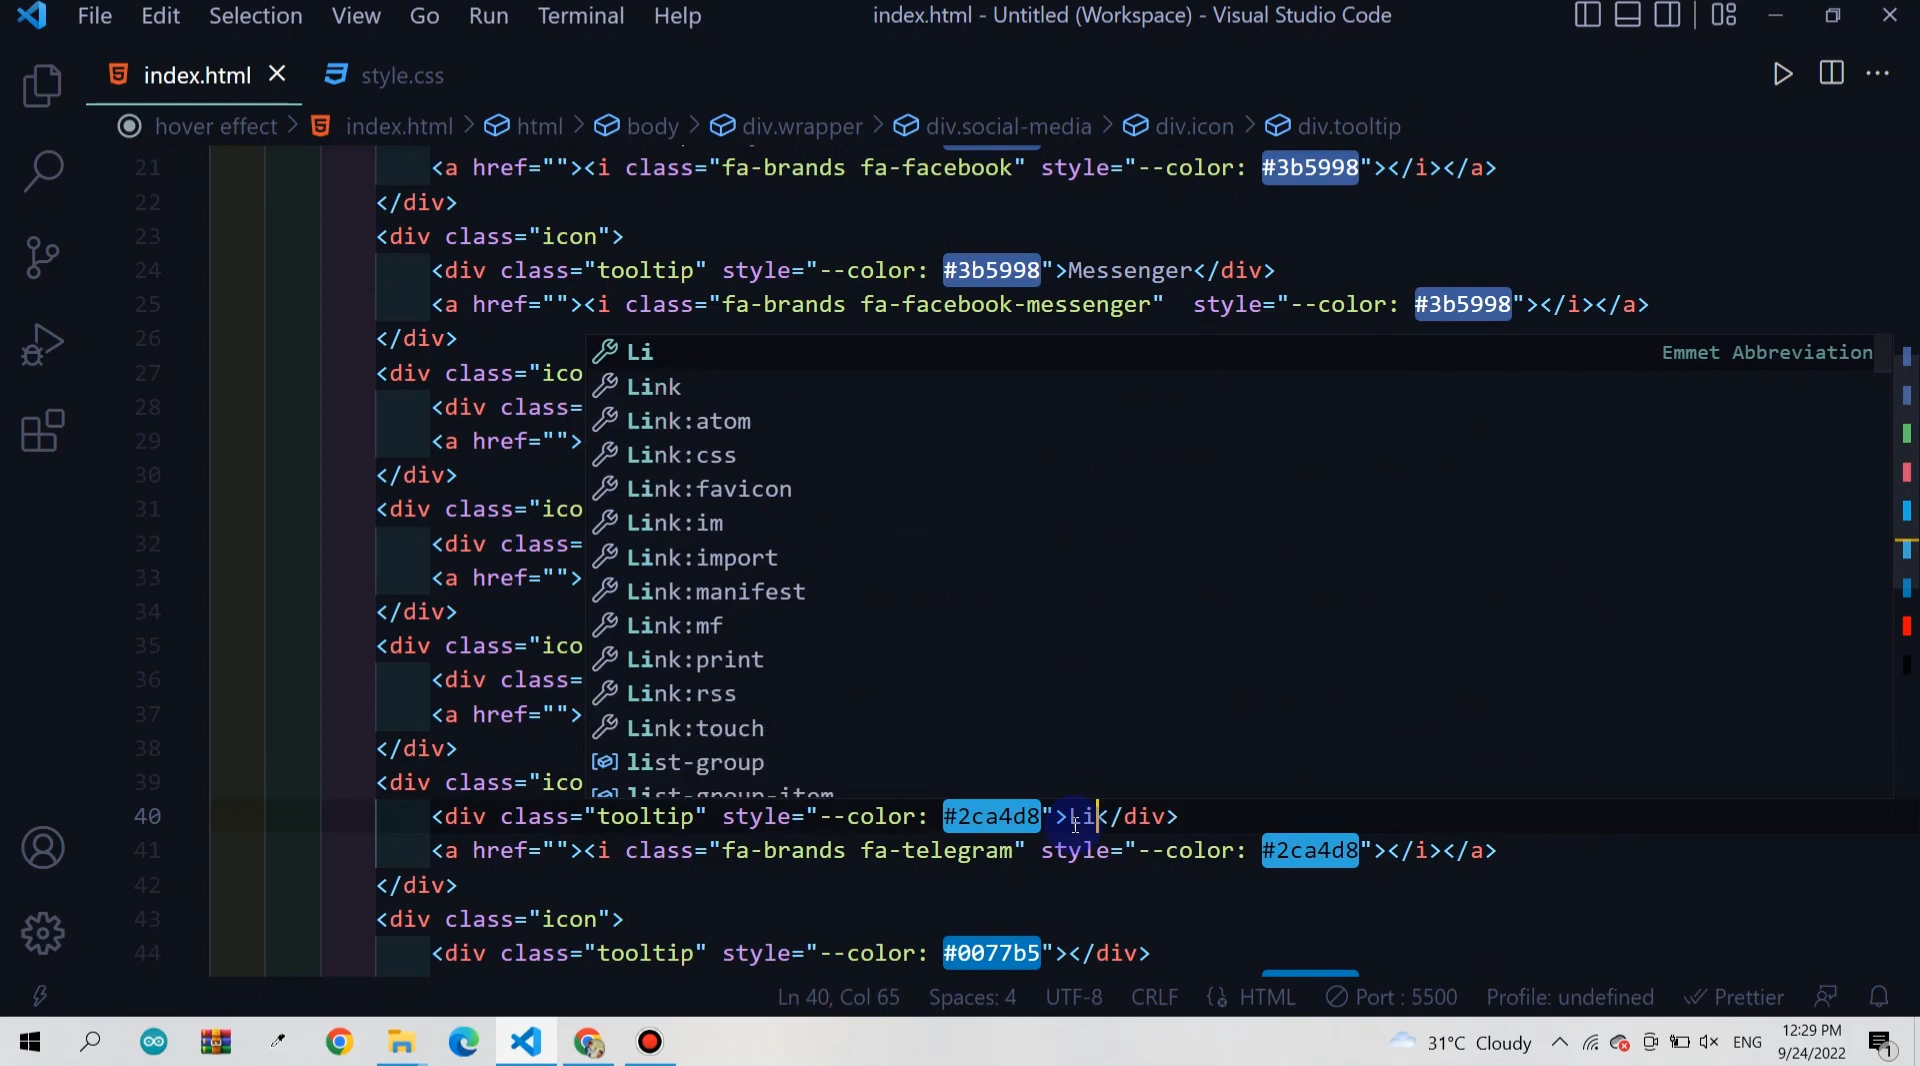 File Edit Selection View Go Run Terminal Help index.html - Untitled (Workspace) - Visual Studio Code
index.html style.css
hover effect > index.html > html > body > div.wrapper > div.social-media > div.icon > div.tooltip
21 <a href=""><i class="fa-brands fa-facebook" style="--color: #3b5998"></i></a>
22 </div>
23 <div class="icon">
24 <div class="tooltip" style="--color: #3b5998">Messenger</div>
25 <a href=""><i class="fa-brands fa-facebook-messenger"  style="--color: #3b5998"></i></a>
26 </div>
Li Emmet Abbreviation
27 <div class="ico
Link
28 <div class=
Link:atom
29 <a href="">
Link:css
30 </div>
Link:favicon
31 <div class="ico
Link:im
32 <div class=
Link:import
33 <a href="">
Link:manifest
34 </div>
Link:mf
35 <div class="ico
Link:print
36 <div class=
Link:rss
37 <a href="">
Link:touch
38 </div>
list-group
39 <div class="ico
list-group-item
40 <div class="tooltip" style="--color: #2ca4d8">Li</div>
41 <a href=""><i class="fa-brands fa-telegram" style="--color: #2ca4d8"></i></a>
42 </div>
43 <div class="icon">
44 <div class="tooltip" style="--color: #0077b5"></div>
Ln 40, Col 65 Spaces: 4 UTF-8 CRLF HTML Port : 5500 Profile: undefined Prettier
31°C Cloudy ENG 12:29 PM
9/24/2022 1